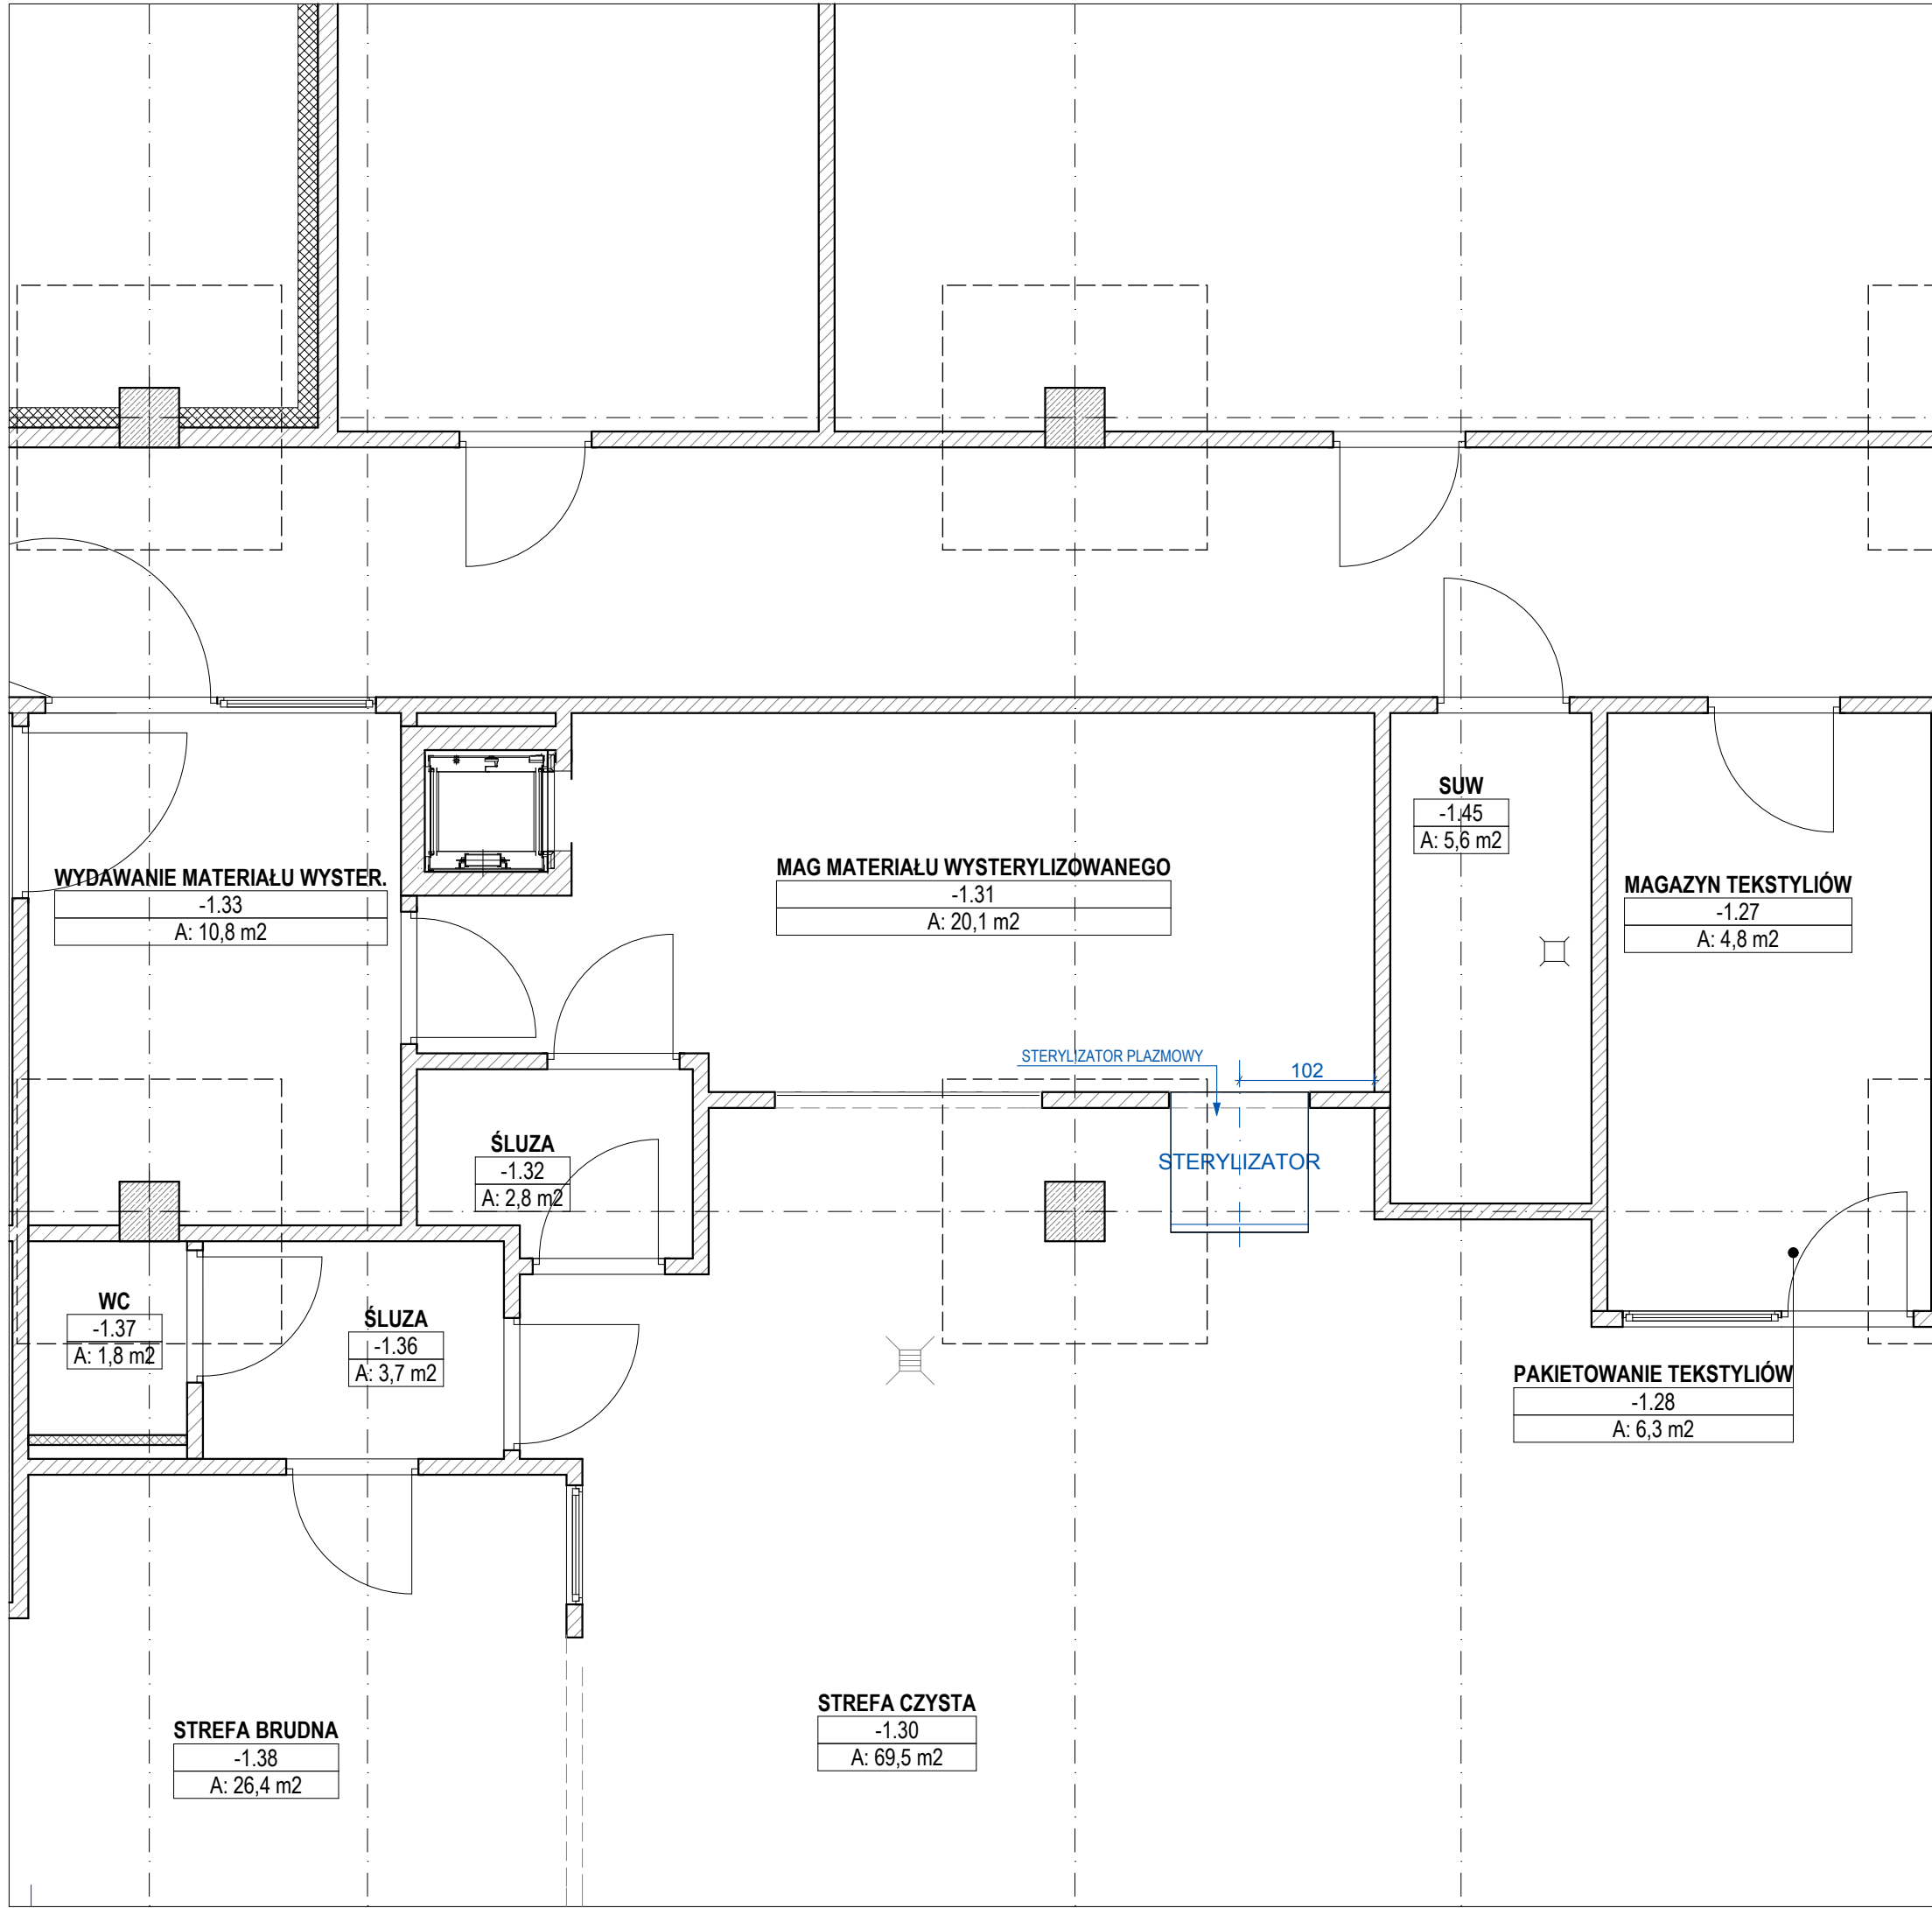 SUW
-1.45
A: 5,6 m2
WYDAWANIE MATERIAŁU WYSTER.
-1.33
A: 10,8 m2
MAG MATERIAŁU WYSTERYLIZOWANEGO
-1.31
A: 20,1 m2
MAGAZYN TEKSTYLIÓW
-1.27
A: 4,8 m2
STERYLIZATOR PLAZMOWY
102
STERYLIZATOR
ŚLUZA
-1.32
A: 2,8 m2
WC
-1.37
A: 1,8 m2
ŚLUZA
-1.36
A: 3,7 m2
PAKIETOWANIE TEKSTYLIÓW
-1.28
A: 6,3 m2
STREFA BRUDNA
-1.38
A: 26,4 m2
STREFA CZYSTA
-1.30
A: 69,5 m2